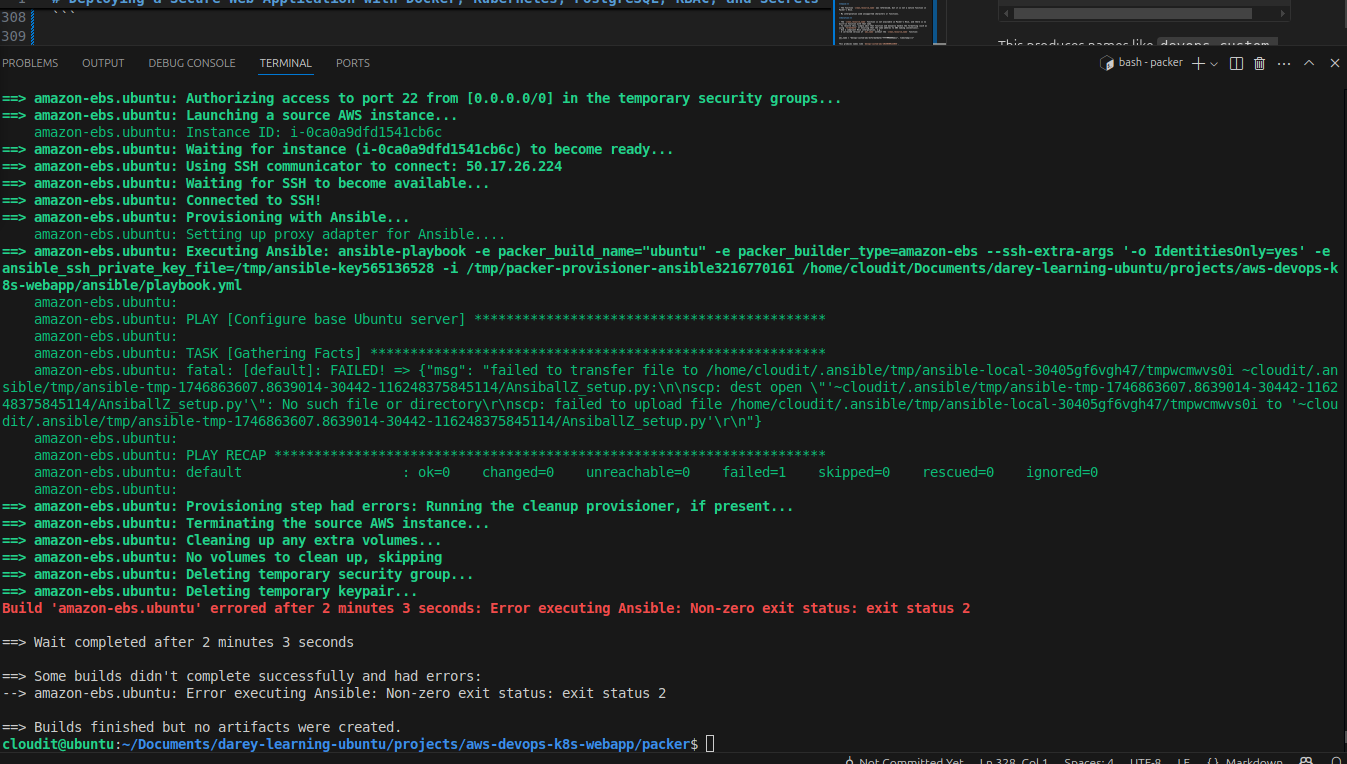 # Deploying a Secure Web Application with Docker, Kubernetes, PostgreSQL, RBAC, and Secrets
308 ```
309
This produces names like devops-custom-
PROBLEMS OUTPUT DEBUG CONSOLE TERMINAL PORTS
bash - packer
==> amazon-ebs.ubuntu: Authorizing access to port 22 from [0.0.0.0/0] in the temporary security groups...
==> amazon-ebs.ubuntu: Launching a source AWS instance...
amazon-ebs.ubuntu: Instance ID: i-0ca0a9dfd1541cb6c
==> amazon-ebs.ubuntu: Waiting for instance (i-0ca0a9dfd1541cb6c) to become ready...
==> amazon-ebs.ubuntu: Using SSH communicator to connect: 50.17.26.224
==> amazon-ebs.ubuntu: Waiting for SSH to become available...
==> amazon-ebs.ubuntu: Connected to SSH!
==> amazon-ebs.ubuntu: Provisioning with Ansible...
amazon-ebs.ubuntu: Setting up proxy adapter for Ansible....
==> amazon-ebs.ubuntu: Executing Ansible: ansible-playbook -e packer_build_name="ubuntu" -e packer_builder_type=amazon-ebs --ssh-extra-args '-o IdentitiesOnly=yes' -e
ansible_ssh_private_key_file=/tmp/ansible-key565136528 -i /tmp/packer-provisioner-ansible3216770161 /home/cloudit/Documents/darey-learning-ubuntu/projects/aws-devops-k
8s-webapp/ansible/playbook.yml
amazon-ebs.ubuntu:
amazon-ebs.ubuntu: PLAY [Configure base Ubuntu server] ********************************************
amazon-ebs.ubuntu:
amazon-ebs.ubuntu: TASK [Gathering Facts] *********************************************************
amazon-ebs.ubuntu: fatal: [default]: FAILED! => {"msg": "failed to transfer file to /home/cloudit/.ansible/tmp/ansible-local-30405gf6vgh47/tmpwcmwvs0i ~cloudit/.an
sible/tmp/ansible-tmp-1746863607.8639014-30442-116248375845114/AnsiballZ_setup.py:\n\nscp: dest open \"'~cloudit/.ansible/tmp/ansible-tmp-1746863607.8639014-30442-1162
48375845114/AnsiballZ_setup.py'\": No such file or directory\r\nscp: failed to upload file /home/cloudit/.ansible/tmp/ansible-local-30405gf6vgh47/tmpwcmwvs0i to '~clou
dit/.ansible/tmp/ansible-tmp-1746863607.8639014-30442-116248375845114/AnsiballZ_setup.py'\r\n"}
amazon-ebs.ubuntu:
amazon-ebs.ubuntu: PLAY RECAP *********************************************************************
amazon-ebs.ubuntu: default : ok=0 changed=0 unreachable=0 failed=1 skipped=0 rescued=0 ignored=0
amazon-ebs.ubuntu:
==> amazon-ebs.ubuntu: Provisioning step had errors: Running the cleanup provisioner, if present...
==> amazon-ebs.ubuntu: Terminating the source AWS instance...
==> amazon-ebs.ubuntu: Cleaning up any extra volumes...
==> amazon-ebs.ubuntu: No volumes to clean up, skipping
==> amazon-ebs.ubuntu: Deleting temporary security group...
==> amazon-ebs.ubuntu: Deleting temporary keypair...
Build 'amazon-ebs.ubuntu' errored after 2 minutes 3 seconds: Error executing Ansible: Non-zero exit status: exit status 2
==> Wait completed after 2 minutes 3 seconds
==> Some builds didn't complete successfully and had errors:
--> amazon-ebs.ubuntu: Error executing Ansible: Non-zero exit status: exit status 2
==> Builds finished but no artifacts were created.
cloudit@ubuntu:~/Documents/darey-learning-ubuntu/projects/aws-devops-k8s-webapp/packer$
Not Committed Yet Ln 328, Col 1 Spaces: 4 UTF-8 LF {} Markdown